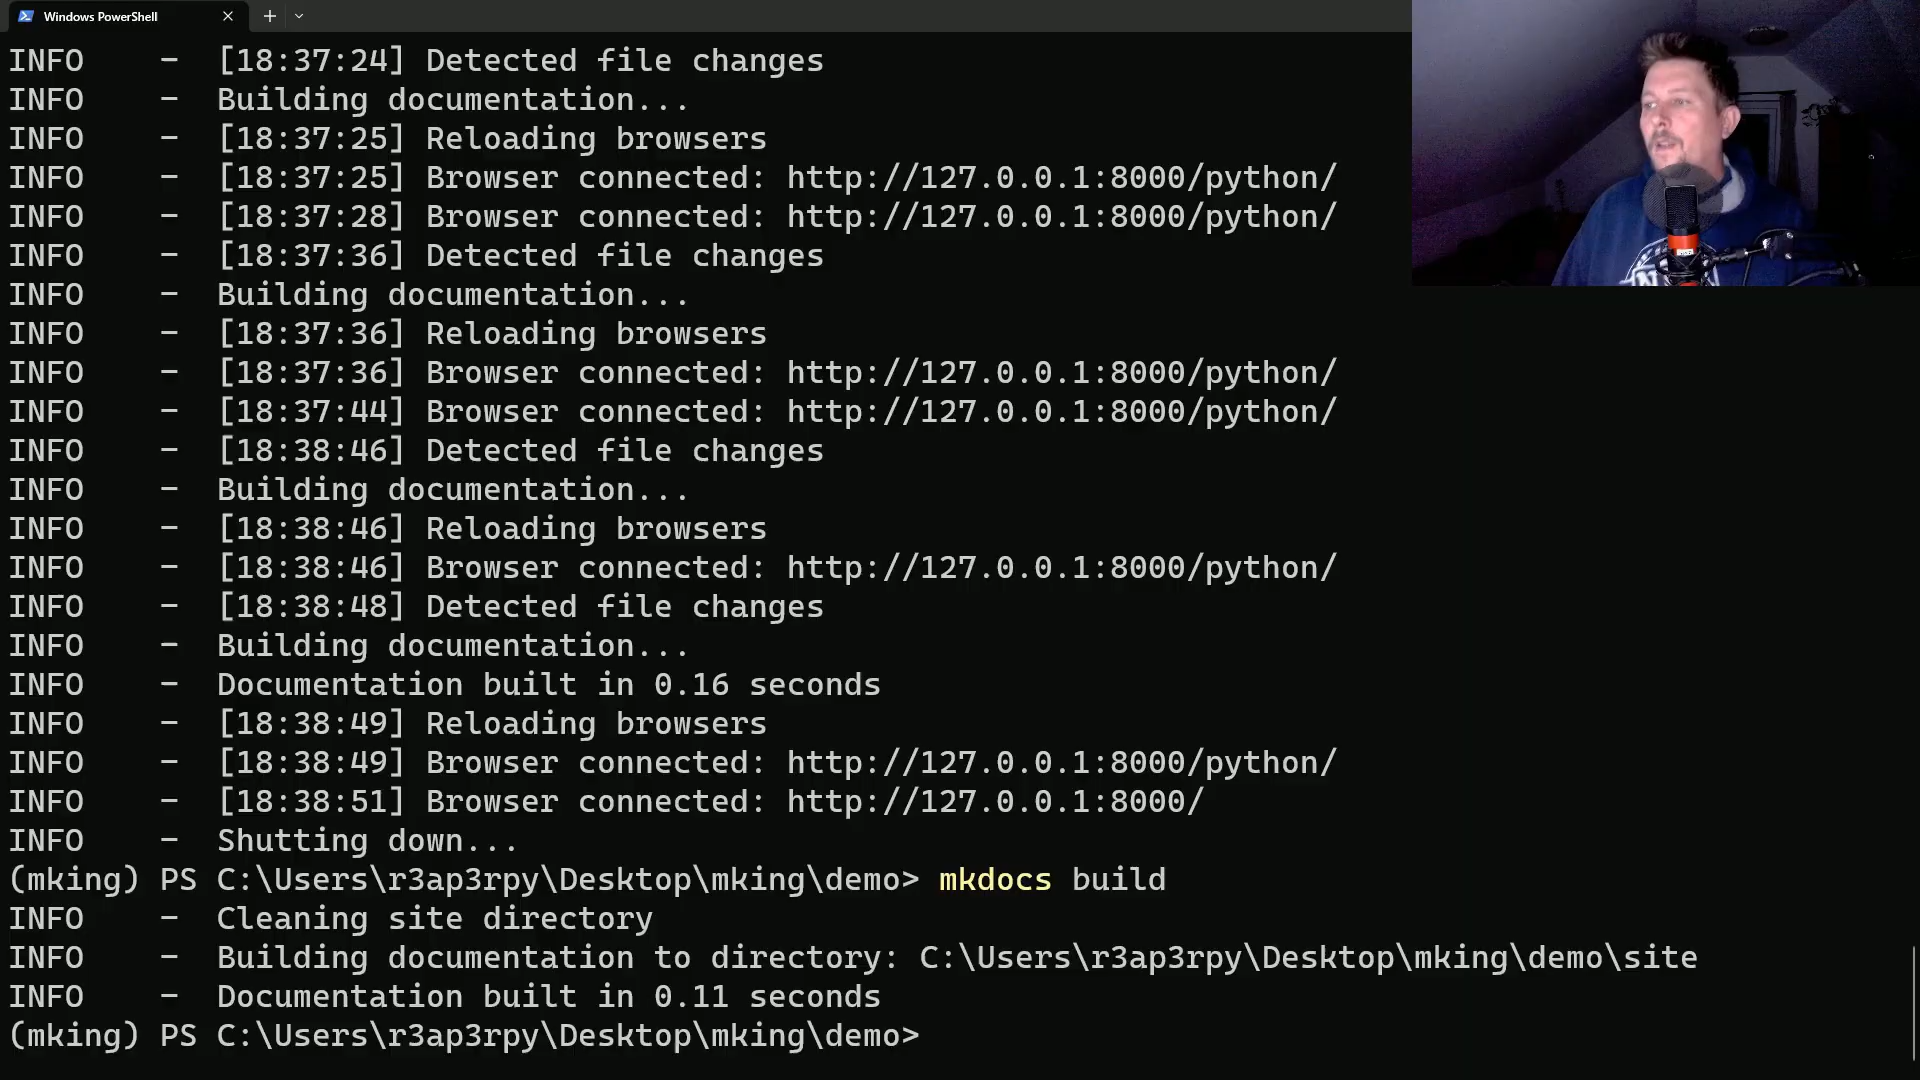 Windows PowerShell
INFO    -  [18:37:24] Detected file changes
INFO    -  Building documentation...
INFO    -  [18:37:25] Reloading browsers
INFO    -  [18:37:25] Browser connected: http://127.0.0.1:8000/python/
INFO    -  [18:37:28] Browser connected: http://127.0.0.1:8000/python/
INFO    -  [18:37:36] Detected file changes
INFO    -  Building documentation...
INFO    -  [18:37:36] Reloading browsers
INFO    -  [18:37:36] Browser connected: http://127.0.0.1:8000/python/
INFO    -  [18:37:44] Browser connected: http://127.0.0.1:8000/python/
INFO    -  [18:38:46] Detected file changes
INFO    -  Building documentation...
INFO    -  [18:38:46] Reloading browsers
INFO    -  [18:38:46] Browser connected: http://127.0.0.1:8000/python/
INFO    -  [18:38:48] Detected file changes
INFO    -  Building documentation...
INFO    -  Documentation built in 0.16 seconds
INFO    -  [18:38:49] Reloading browsers
INFO    -  [18:38:49] Browser connected: http://127.0.0.1:8000/python/
INFO    -  [18:38:51] Browser connected: http://127.0.0.1:8000/
INFO    -  Shutting down...
(mking) PS C:\Users\r3ap3rpy\Desktop\mking\demo> mkdocs build
INFO    -  Cleaning site directory
INFO    -  Building documentation to directory: C:\Users\r3ap3rpy\Desktop\mking\demo\site
INFO    -  Documentation built in 0.11 seconds
(mking) PS C:\Users\r3ap3rpy\Desktop\mking\demo>